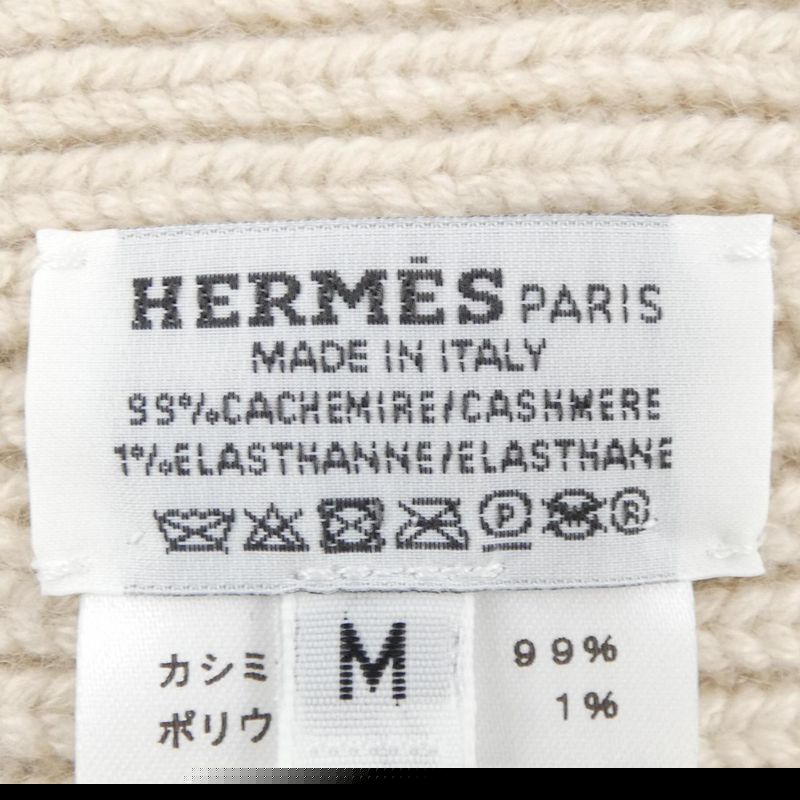 HERMÈS PARIS
MADE IN ITALY
99%CACHEMIRE/CASHMERE
1%ELASTHANNE/ELASTHANE
P R
M
カシミ 99%
ポリウ 1%